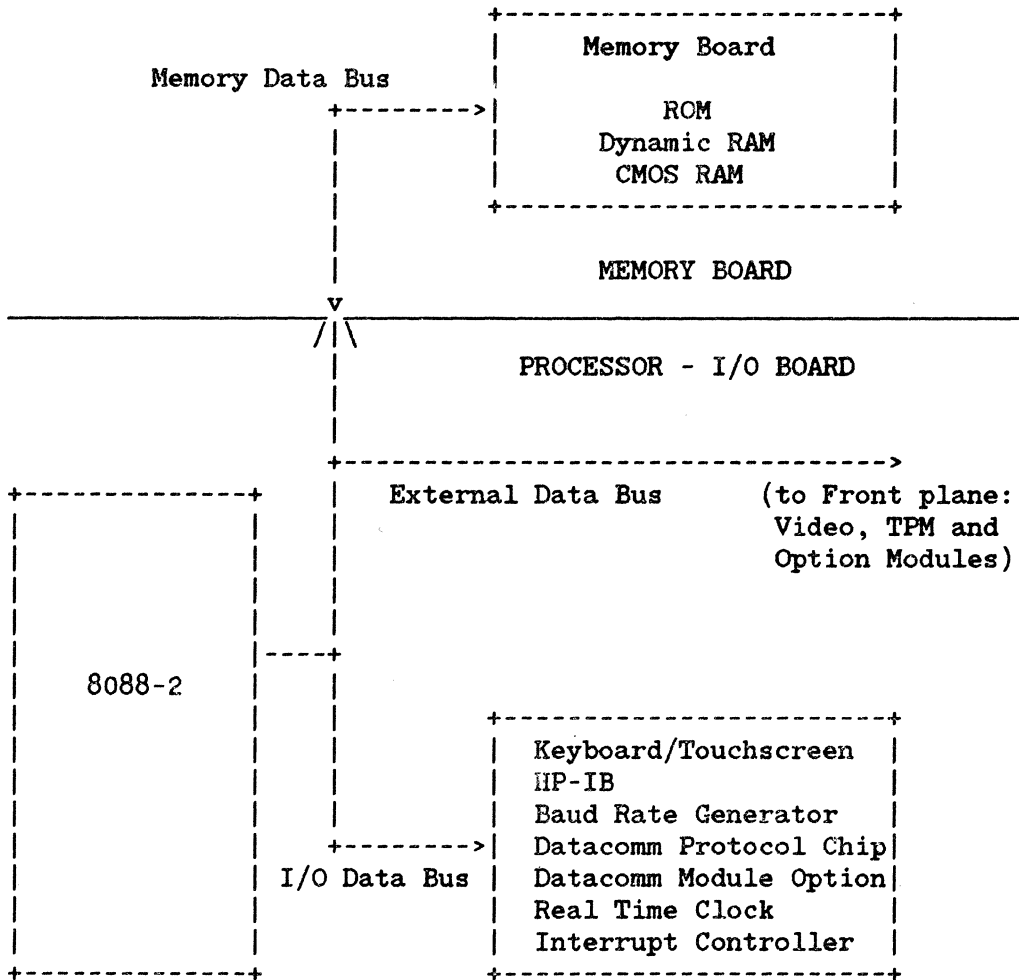 Memory Board
Memory Data Bus
ROM
Dynamic RAM
CMOS RAM
MEMORY BOARD
PROCESSOR - I/O BOARD
External Data Bus
(to Front plane:
Video, TPM and
Option Modules)
8088-2
Keyboard/Touchscreen
HP-IB
Baud Rate Generator
Datacomm Protocol Chip
I/O Data Bus
Datacomm Module Option
Real Time Clock
Interrupt Controller